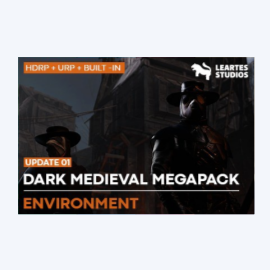 HDRP + URP + BUILT-IN
LEARTES
STUDIOS
UPDATE 01
DARK MEDIEVAL MEGAPACK
ENVIRONMENT